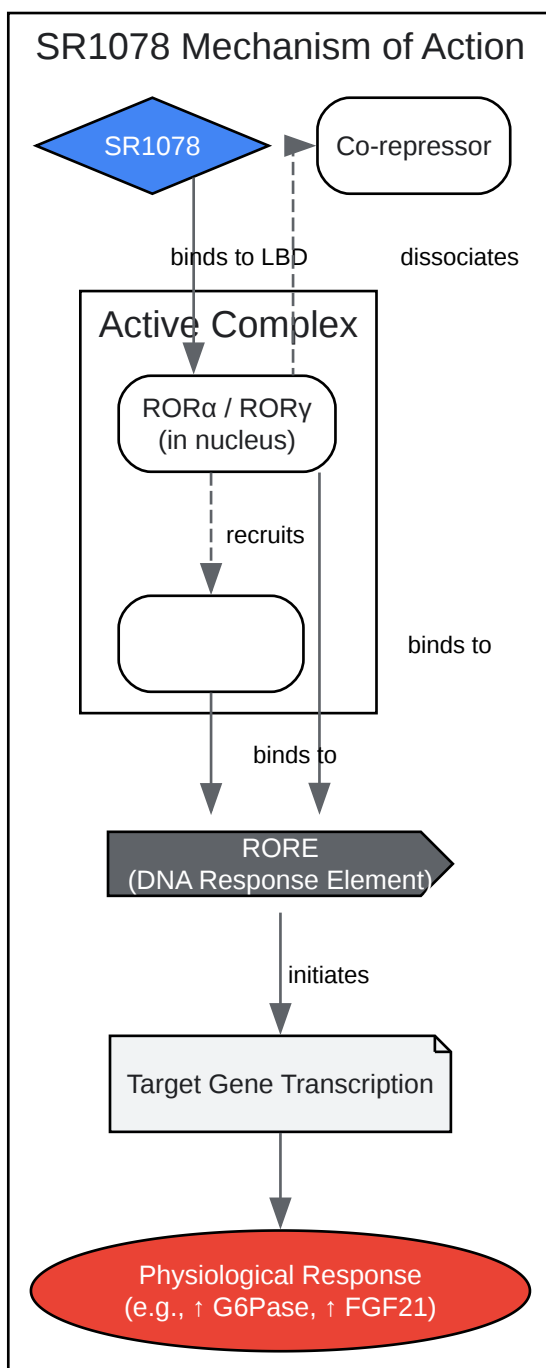 SR1078 Mechanism of Action
SR1078
Co-repressor
binds to LBD
dissociates
Active Complex
RORα / RORγ
(in nucleus)
recruits
binds to
binds to
RORE
(DNA Response Element)
initiates
Target Gene Transcription
Physiological Response
(e.g., ↑ G6Pase, ↑ FGF21)